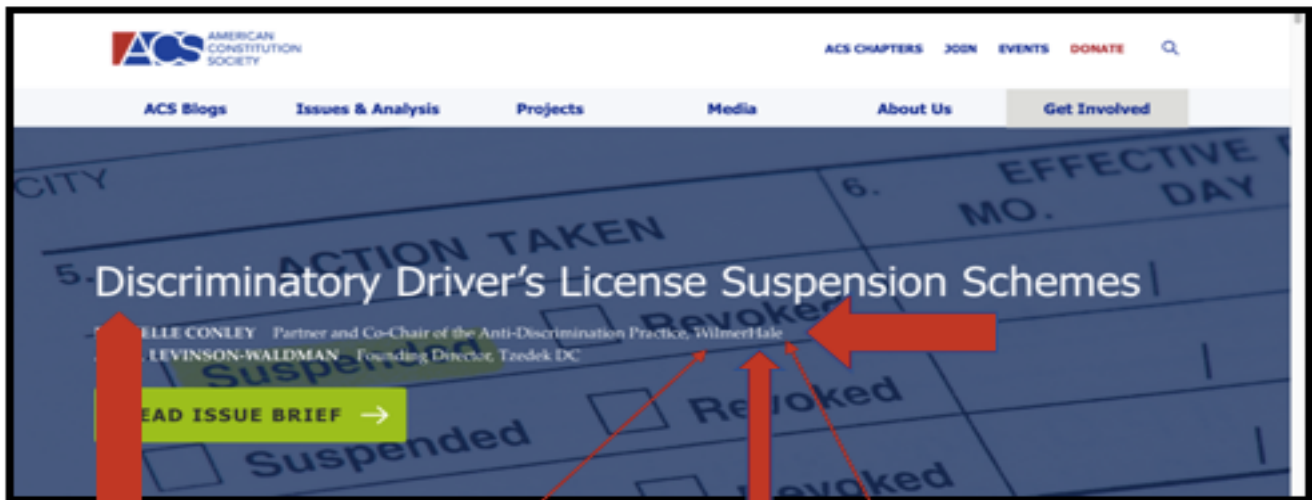 ACS AMERICAN
CONSTITUTION
SOCIETY
ACS CHAPTERS JOIN EVENTS DONATE
ACS Blogs Issues & Analysis Projects Media About Us Get Involved
CITY
5. ACTION TAKEN
6. EFFECTIVE
MO. DAY
Discriminatory Driver's License Suspension Schemes
ELLE CONLEY Partner and Co-Chair of the Anti-Discrimination Practice, WilmerHale
LEVINSON-WALDMAN Founding Director, Tzedek DC
Suspended Revoked
EAD ISSUE BRIEF →
Suspended Revoked
Revoked